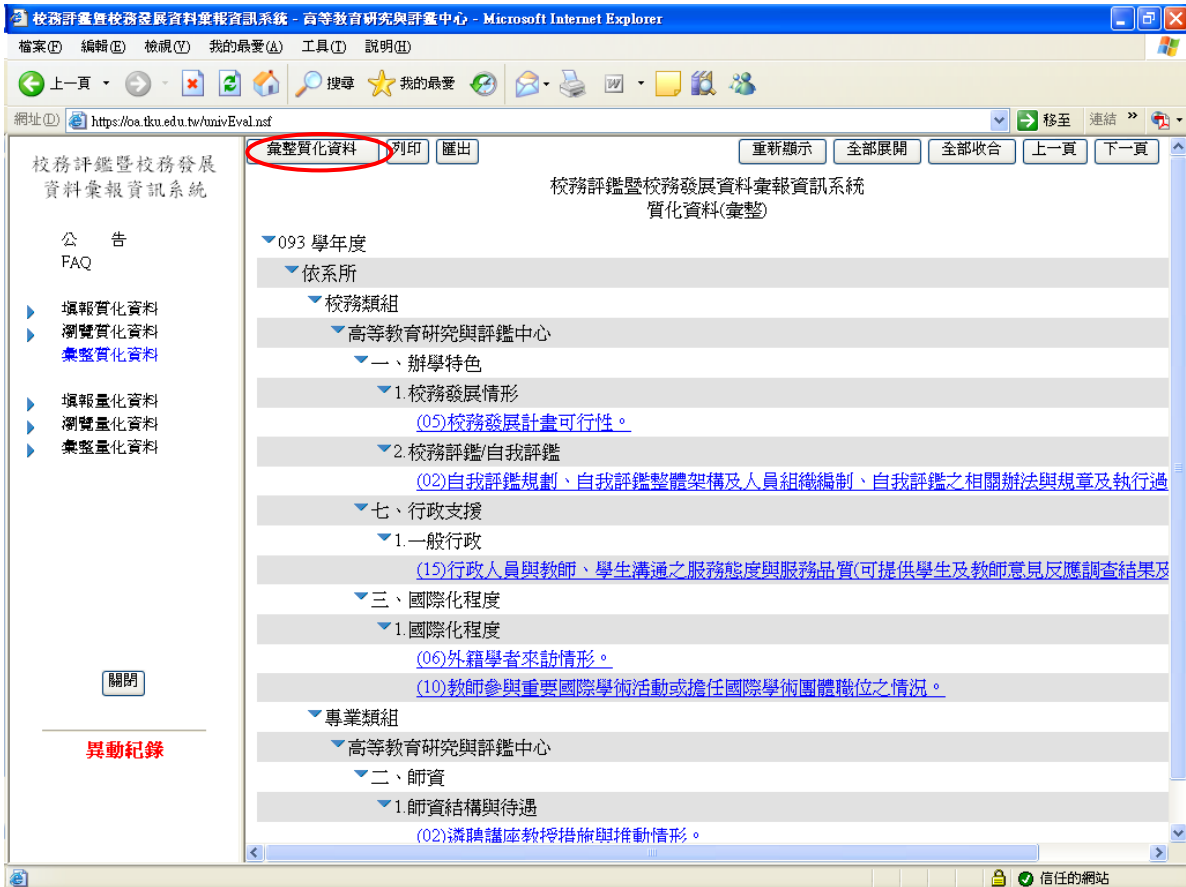 校務評鑑暨校務發展資料彙報資訊系統 - 高等教育研究與評鑑中心 - Microsoft Internet Explorer
檔案(F) 編輯(E) 檢視(V) 我的最愛(A) 工具(T) 說明(H)
上一頁 搜尋 我的最愛
網址(D) https://oa.tku.edu.tw/univEval.nsf 移至 連結 »
校務評鑑暨校務發展
資料彙報資訊系統
公 告
FAQ
填報質化資料
瀏覽質化資料
彙整質化資料
填報量化資料
瀏覽量化資料
彙整量化資料
關閉
異動紀錄
彙整質化資料 列印 匯出 重新顯示 全部展開 全部收合 上一頁 下一頁
校務評鑑暨校務發展資料彙報資訊系統
質化資料(彙整)
093 學年度
依系所
校務類組
高等教育研究與評鑑中心
一、辦學特色
1.校務發展情形
(05)校務發展計畫可行性。
2.校務評鑑/自我評鑑
(02)自我評鑑規劃、自我評鑑整體架構及人員組織編制、自我評鑑之相關辦法與規章及執行過
七、行政支援
1.一般行政
(15)行政人員與教師、學生溝通之服務態度與服務品質(可提供學生及教師意見反應調查結果及
三、國際化程度
1.國際化程度
(06)外籍學者來訪情形。
(10)教師參與重要國際學術活動或擔任國際學術團體職位之情況。
專業類組
高等教育研究與評鑑中心
二、師資
1.師資結構與待遇
(02)遴聘講座教授措施與推動情形。
信任的網站